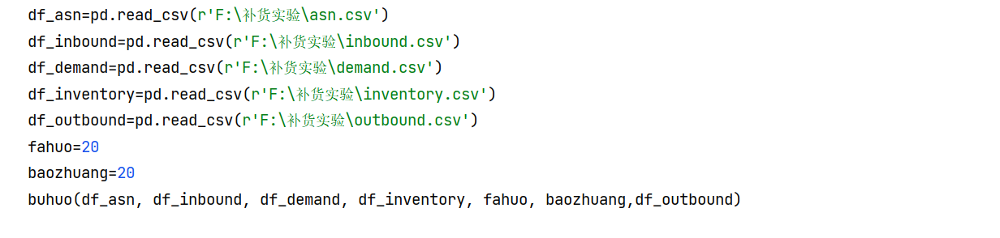 df_asn=pd.read_csv(r'F:\补货实验\asn.csv')
df_inbound=pd.read_csv(r'F:\补货实验\inbound.csv')
df_demand=pd.read_csv(r'F:\补货实验\demand.csv')
df_inventory=pd.read_csv(r'F:\补货实验\inventory.csv')
df_outbound=pd.read_csv(r'F:\补货实验\outbound.csv')
fahuo=20
baozhuang=20
buhuo(df_asn, df_inbound, df_demand, df_inventory, fahuo, baozhuang,df_outbound)